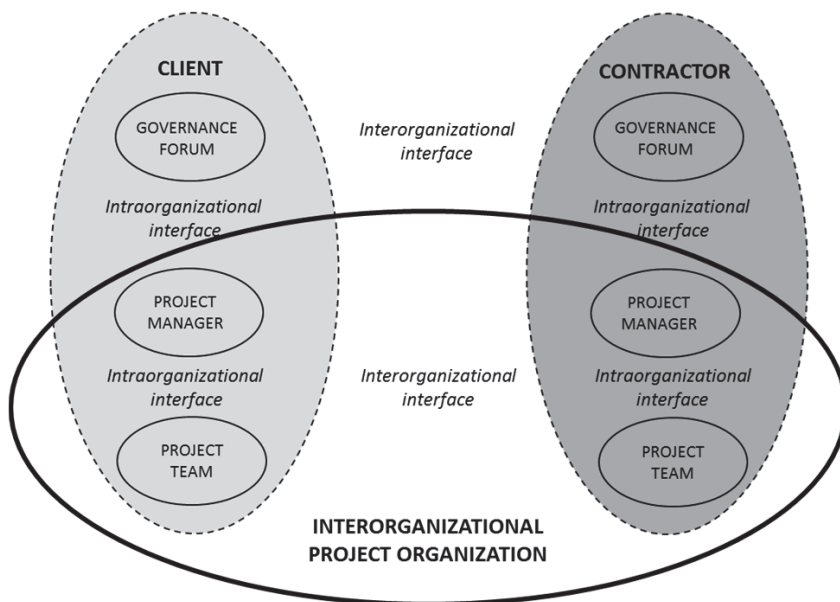 CLIENT
CONTRACTOR
GOVERNANCE
FORUM
Interorganizational
interface
GOVERNANCE
FORUM
Intraorganizational
interface
Intraorganizational
interface
PROJECT
MANAGER
PROJECT
MANAGER
Intraorganizational
interface
Interorganizational
interface
Intraorganizational
interface
PROJECT
TEAM
PROJECT
TEAM
INTERORGANIZATIONAL
PROJECT ORGANIZATION